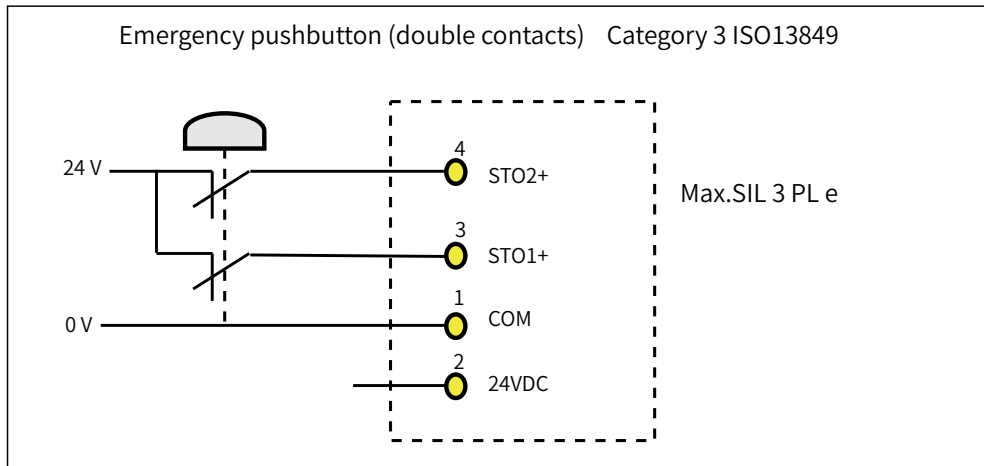 Emergency pushbutton (double contacts) Category 3 ISO13849
24 V
4
STO2+
Max.SIL 3 PL e
3
STO1+
1
COM
0 V
2
24VDC